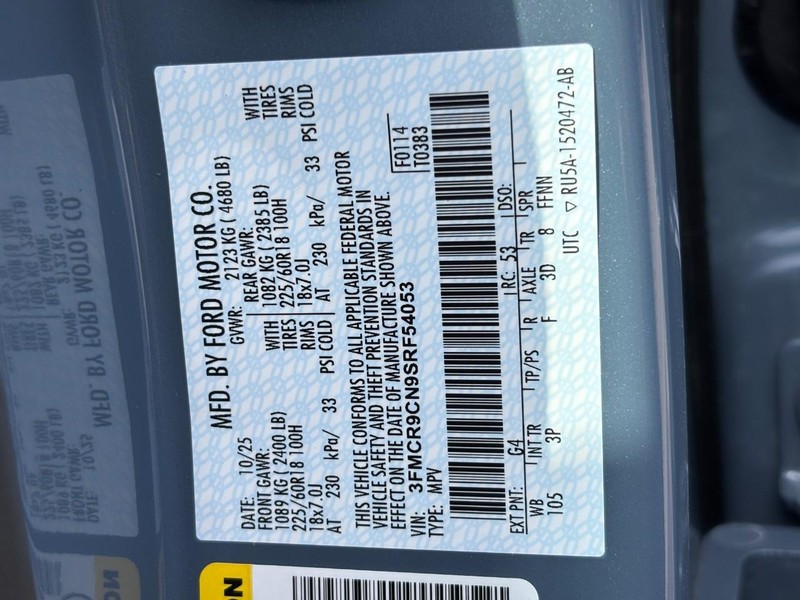 MFD. BY FORD MOTOR CO.
DATE: 10/25 GVWR: 2123 KG ( 4680 LB)
FRONT GAWR: REAR GAWR:
1089 KG ( 2400 LB) WITH 1082 KG ( 2385 LB) WITH
225/60R18 100H TIRES 225/60R18 100H TIRES
18x7.0J RIMS 18x7.0J RIMS
AT 230 kPa/ 33 PSI COLD AT 230 kPa/ 33 PSI COLD
THIS VEHICLE CONFORMS TO ALL APPLICABLE FEDERAL MOTOR
VEHICLE SAFETY AND THEFT PREVENTION STANDARDS IN
EFFECT ON THE DATE OF MANUFACTURE SHOWN ABOVE.
VIN: 3FMCR9CN9SRF54053 F0114
TYPE: MPV T0383
EXT PNT: G4 RC: 53 DSO:
WB INT TR TP/PS R AXLE TR SPR
105 3P F 3D 8 FFNN
UTC ▽ RU5A-1520472-AB